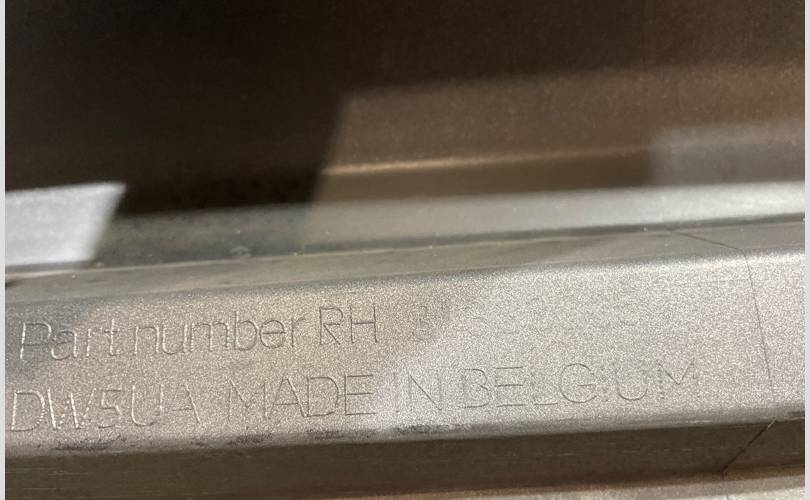 Part number RH
DW5UA MADE IN BELGIUM